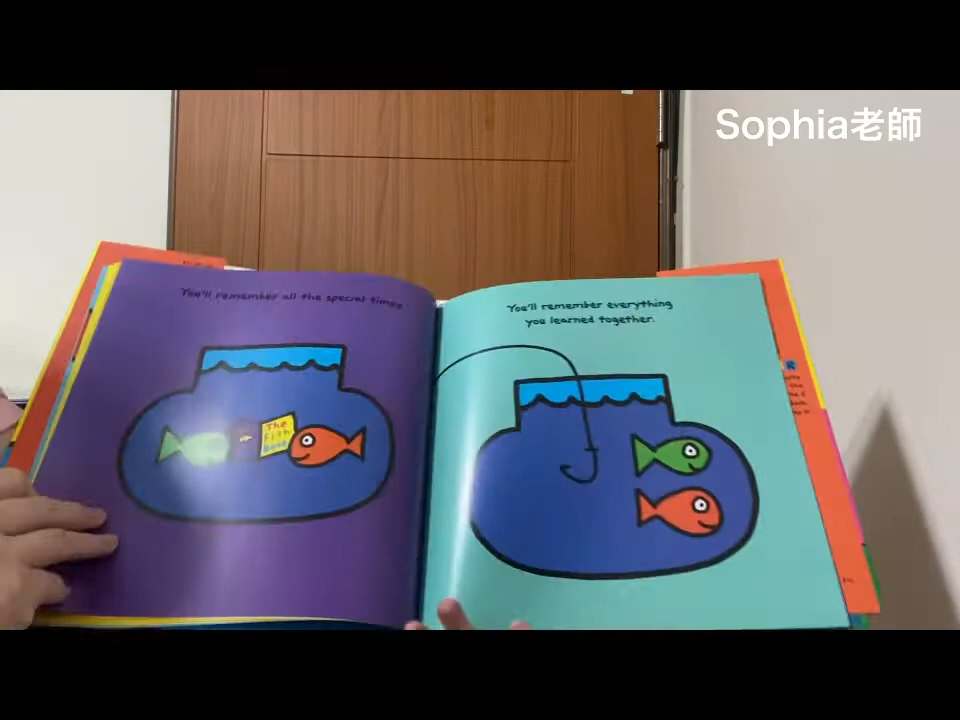 Sophia老師
You'll remember all the special times
You'll remember everything
you learned together.
The
Fish
Book
R